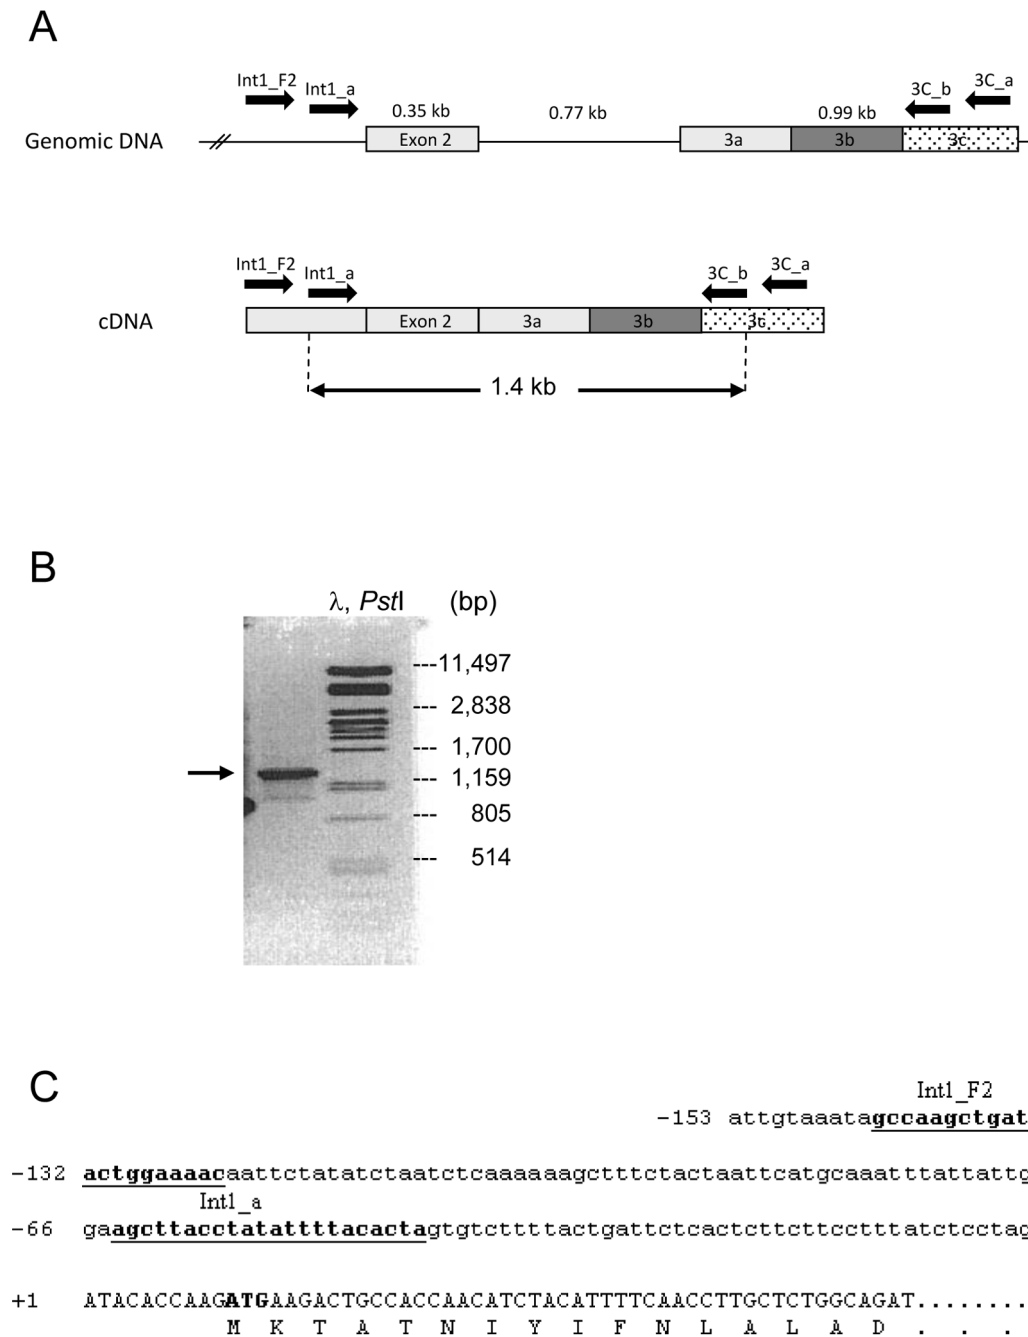 A
Int1_F2
Int1_a
0.35 kb
0.77 kb
0.99 kb
3C_b
3C_a
Genomic DNA
Exon 2
3a
3b
3c
Int1_F2
Int1_a
3C_b
3C_a
cDNA
Exon 2
3a
3b
3c
1.4 kb
B
λ, PstI (bp)
---11,497
--- 2,838
--- 1,700
--- 1,159
--- 805
--- 514
C
Int1_F2
-153 attgtaaatagccaagctgat
-132 actggaaaacaattctatatctaatctcaaaaaagctttctactaattcatgcaaatttattattg
Int1_a
-66 gaagcttacctatattttacactagtgtcttttactgattctcactcttcttcctttatctcctag
+1 ATACACCAAGATGAAGACTGCCACCAACATCTACATTTTCAACCTTGCTCTGGCAGAT........
M K T A T N I Y I F N L A L A D . . .